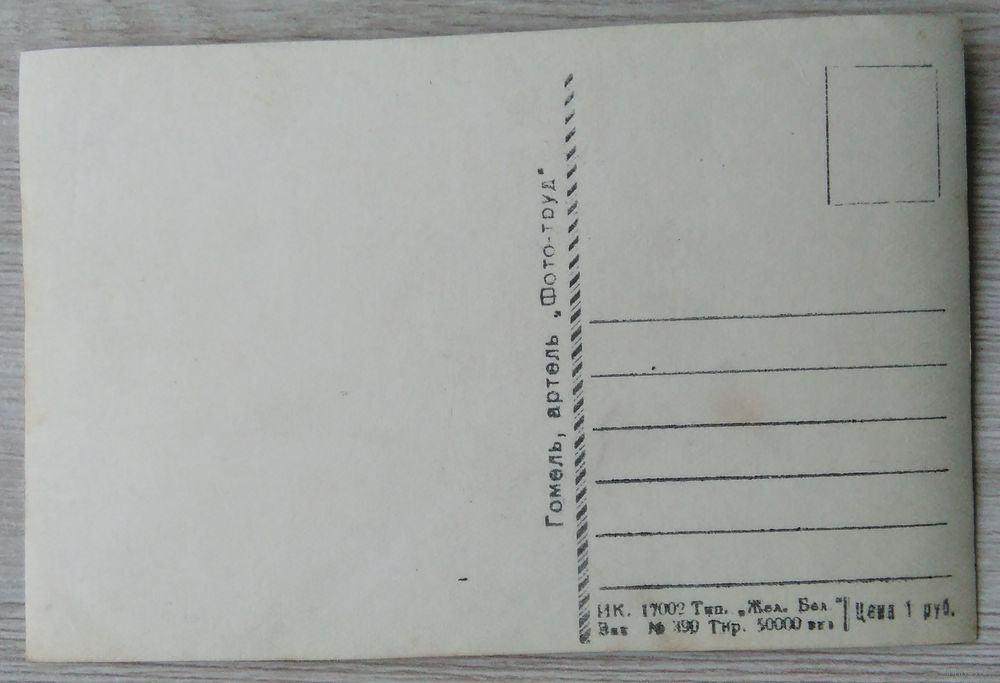 Гомель, артель „Фото-труд"
ИК. 17002 Тип. „Жел. Бел."
Зак № 390 Тир. 50000 экз
Цена 1 руб.